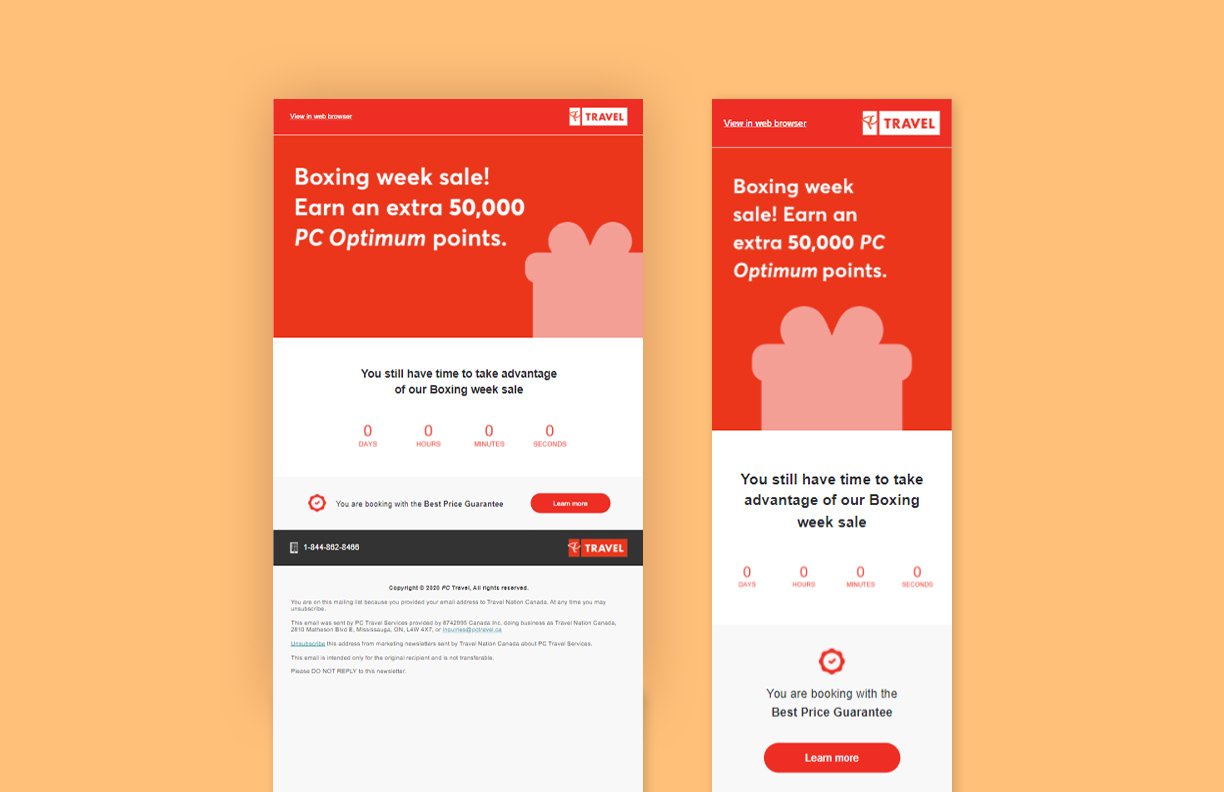 View in web browser
TRAVEL
Boxing week sale!
Earn an extra 50,000
PC Optimum points.
You still have time to take advantage
of our Boxing week sale
0 0 0 0
DAYS HOURS MINUTES SECONDS
You are booking with the Best Price Guarantee
Learn more
1-844-862-8466
TRAVEL
Copyright © 2020 PC Travel, All rights reserved.
You are on this mailing list because you provided your email address to Travel Nation Canada. At any time you may
unsubscribe.
This email was sent by PC Travel Services provided by 8742995 Canada Inc. doing business as Travel Nation Canada,
2810 Matheson Blvd E, Mississauga, ON, L4W 4X7, or inquiries@pctravel.ca
Unsubscribe this address from marketing newsletters sent by Travel Nation Canada about PC Travel Services.
This email is intended only for the original recipient and is not transferable.
Please DO NOT REPLY to this newsletter.
View in web browser
TRAVEL
Boxing week
sale! Earn an
extra 50,000 PC
Optimum points.
You still have time to take
advantage of our Boxing
week sale
0 0 0 0
DAYS HOURS MINUTES SECONDS
You are booking with the
Best Price Guarantee
Learn more